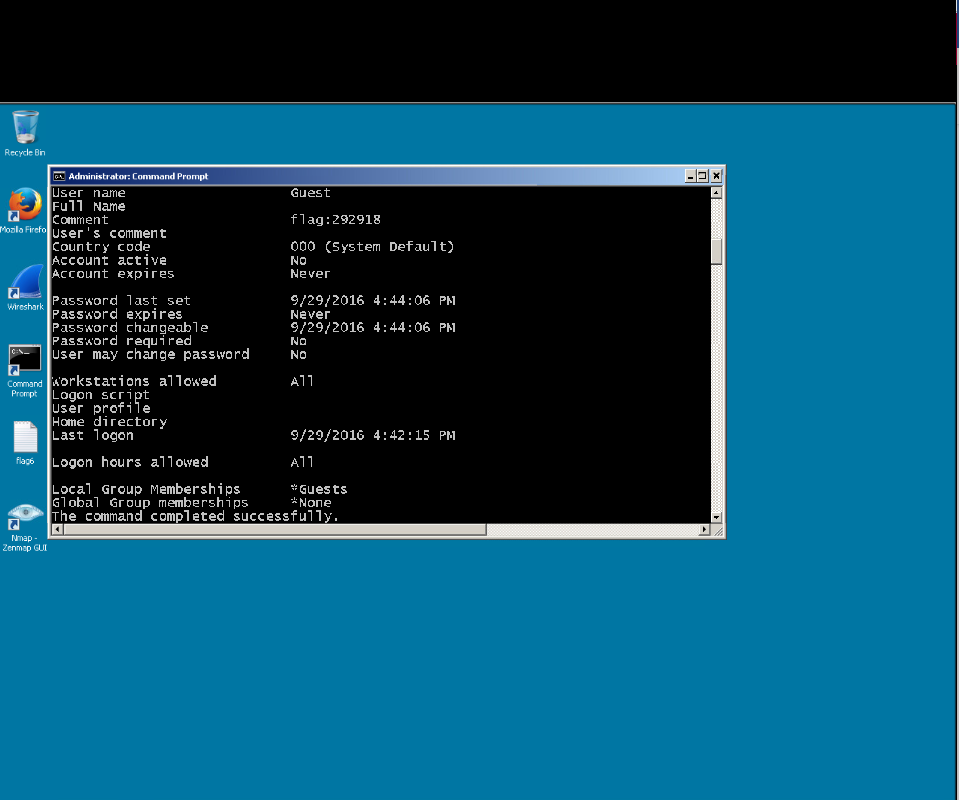 Recycle Bin
Administrator: Command Prompt
User name Guest
Full Name
Comment flag:292918
User's comment
Country code 000 (System Default)
Account active No
Account expires Never
Password last set 9/29/2016 4:44:06 PM
Password expires Never
Password changeable 9/29/2016 4:44:06 PM
Password required No
User may change password No
Workstations allowed All
Logon script
User profile
Home directory
Last logon 9/29/2016 4:42:15 PM
Logon hours allowed All
Local Group Memberships *Guests
Global Group memberships *None
The command completed successfully.
Mozilla Firefo
Wireshark
C:\.
Command
Prompt
flag6
Nmap -
Zenmap GUI